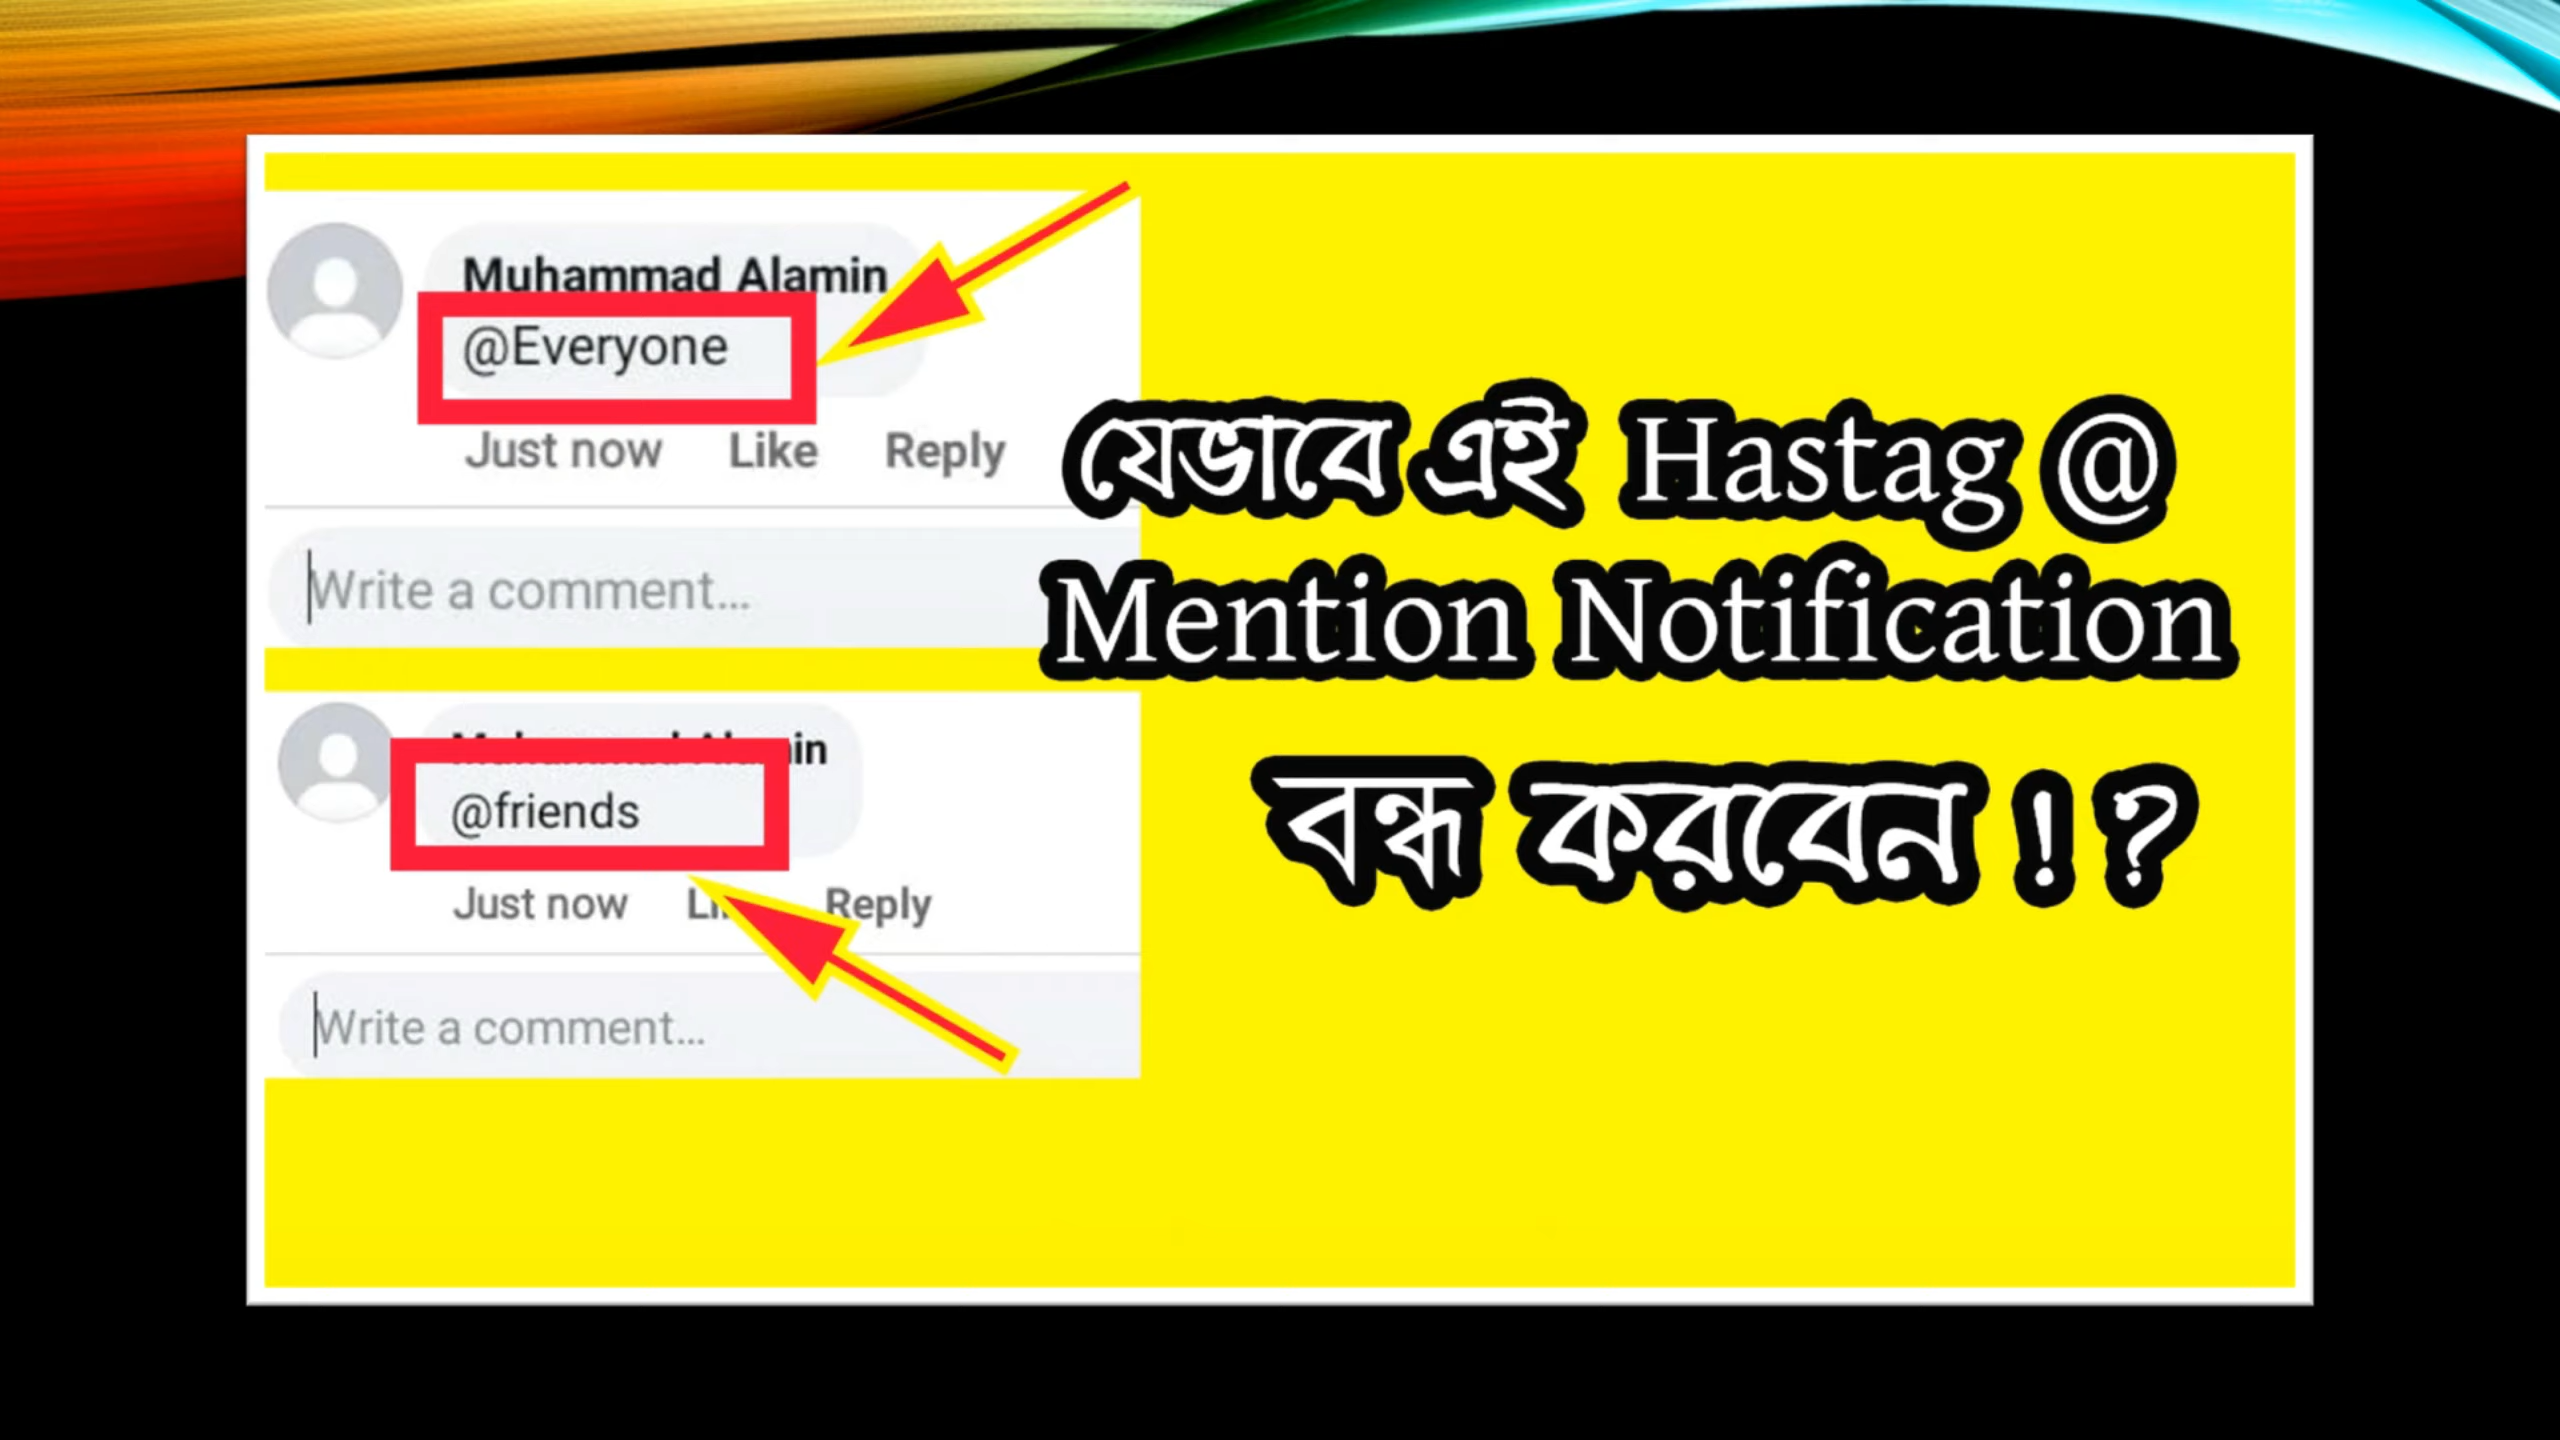 Muhammad Alamin
@Everyone
Just now Like Reply
Write a comment...
@friends
Just now Reply
Write a comment...
যেভাবে এই Hastag @
Mention Notification
বন্ধ করবেন ! ?